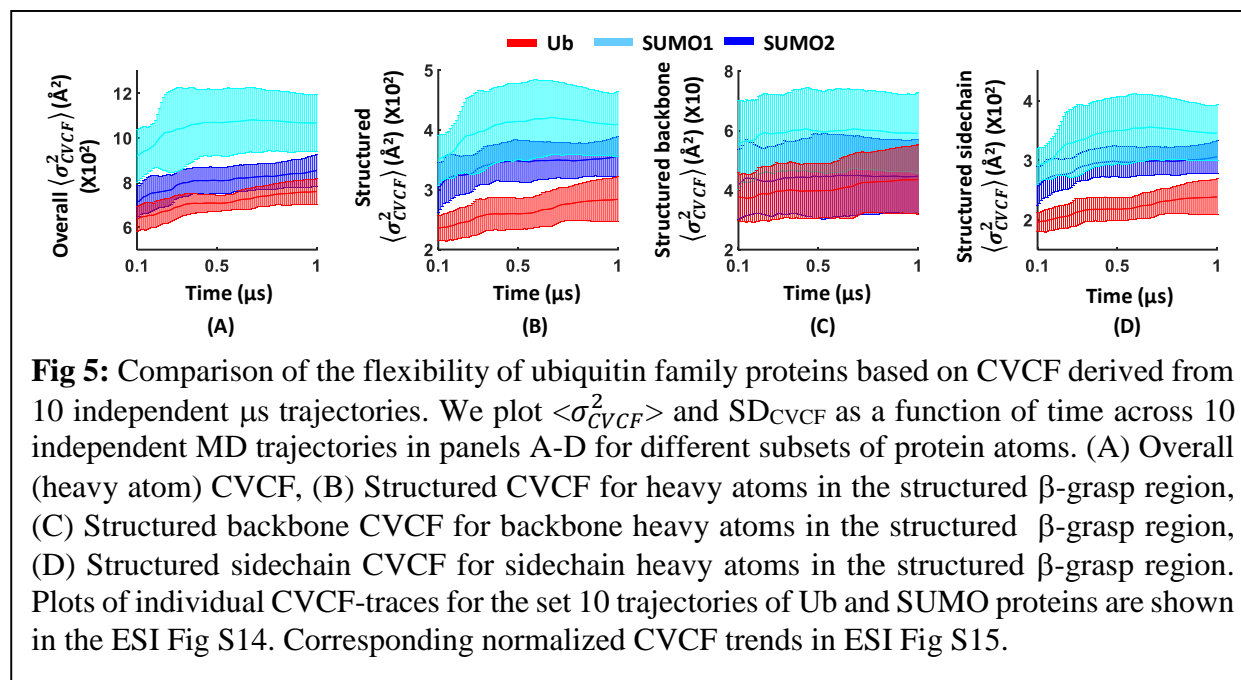 Ub SUMO1 SUMO2
Overall ⟨σ²CVCF⟩ (Å²)
(X10²)
12
10
8
6
0.1 0.5 1
Time (µs)
(A)
Structured
⟨σ²CVCF⟩ (Å²) (X10²)
5
4
3
2
0.1 0.5 1
Time (µs)
(B)
Structured backbone
⟨σ²CVCF⟩ (Å²) (X10)
8
6
4
2
0.1 0.5 1
Time (µs)
(C)
Structured sidechain
⟨σ²CVCF⟩ (Å²) (X10²)
4
3
2
0.1 0.5 1
Time (µs)
(D)
Fig 5: Comparison of the flexibility of ubiquitin family proteins based on CVCF derived from
10 independent µs trajectories. We plot <σ²CVCF> and SDCVCF as a function of time across 10
independent MD trajectories in panels A-D for different subsets of protein atoms. (A) Overall
(heavy atom) CVCF, (B) Structured CVCF for heavy atoms in the structured β-grasp region,
(C) Structured backbone CVCF for backbone heavy atoms in the structured β-grasp region,
(D) Structured sidechain CVCF for sidechain heavy atoms in the structured β-grasp region.
Plots of individual CVCF-traces for the set 10 trajectories of Ub and SUMO proteins are shown
in the ESI Fig S14. Corresponding normalized CVCF trends in ESI Fig S15.